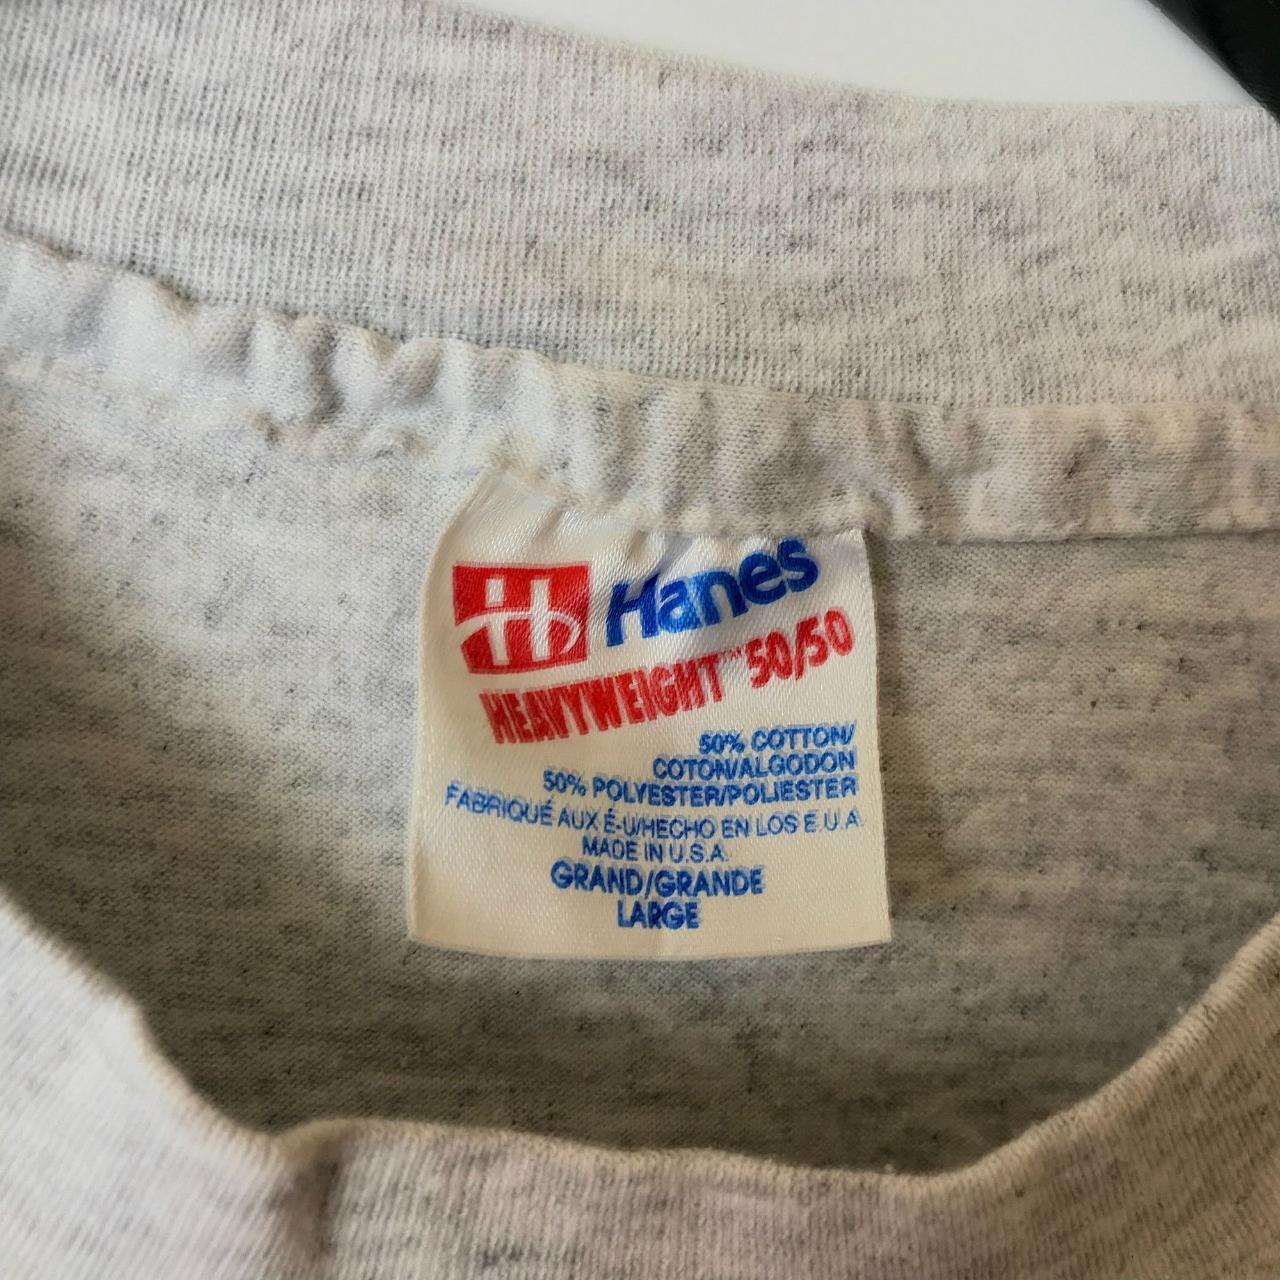 H Hanes
HEAVYWEIGHT™ 50/50
50% COTTON/
COTON/ALGODON
50% POLYESTER/POLIESTER
FABRIQUÉ AUX É-U/HECHO EN LOS E.U.A.
MADE IN U.S.A.
GRAND/GRANDE
LARGE